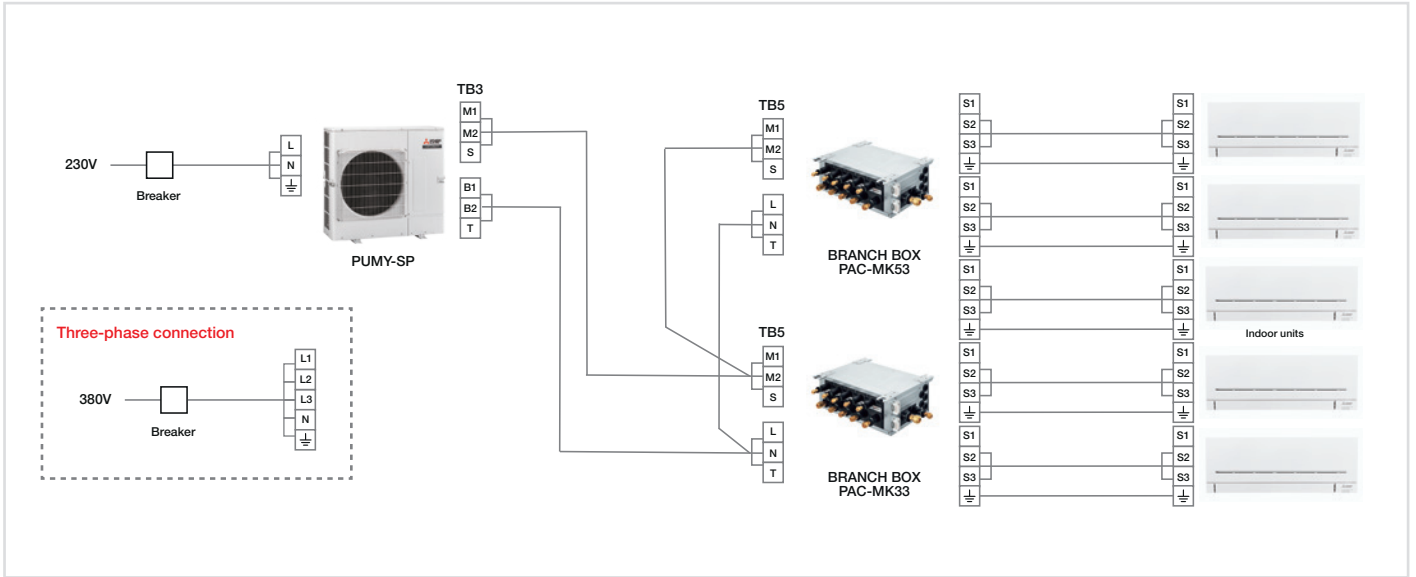 TB3
M1
M2
S
B1
B2
T
230V
Breaker
L
N
PUMY-SP
Three-phase connection
380V
Breaker
L1
L2
L3
N
TB5
M1
M2
S
L
N
T
BRANCH BOX
PAC-MK53
TB5
M1
M2
S
L
N
T
BRANCH BOX
PAC-MK33
S1
S2
S3
S1
S2
S3
S1
S2
S3
S1
S2
S3
S1
S2
S3
S1
S2
S3
S1
S2
S3
S1
S2
S3
S1
S2
S3
S1
S2
S3
Indoor units